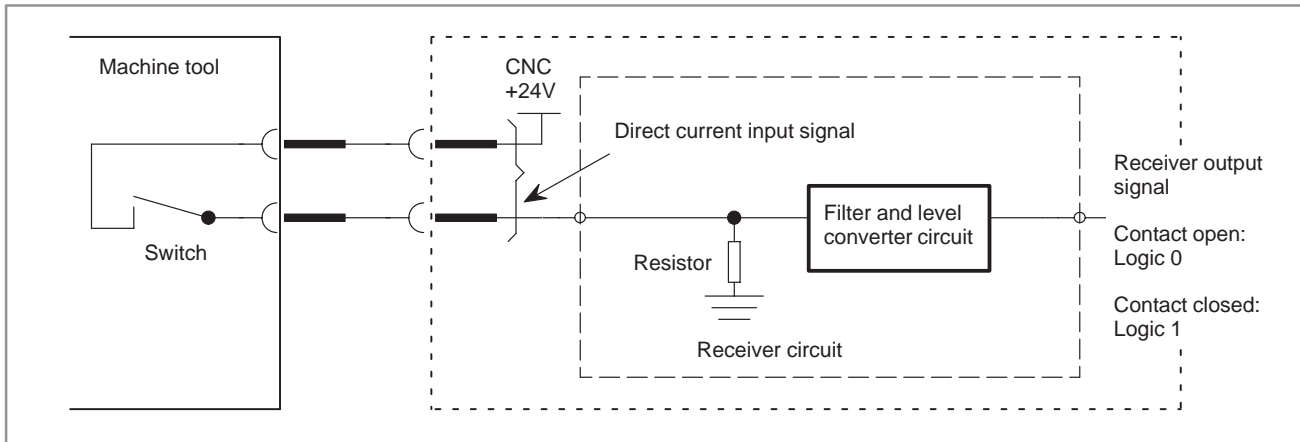 Machine tool
CNC
+24V
Direct current input signal
Receiver output
signal
Filter and level
converter circuit
Contact open:
Logic 0
Switch
Resistor
Contact closed:
Logic 1
Receiver circuit